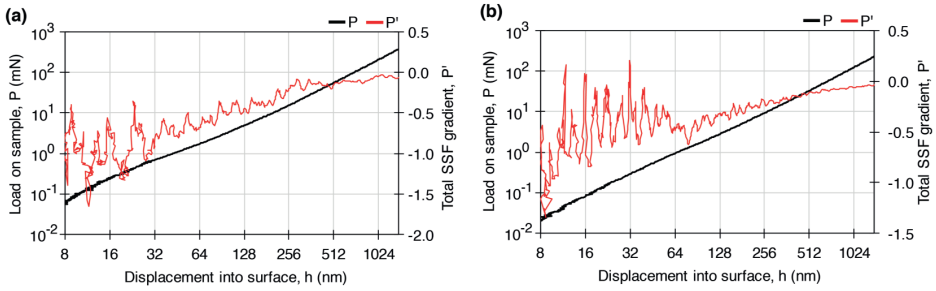 (a)
P P'
Load on sample, P (mN)
10³
10²
10¹
10⁰
10⁻¹
10⁻²
0.5
0.0
−0.5
−1.0
−1.5
−2.0
Total SSF gradient, P'
8 16 32 64 128 256 512 1024
Displacement into surface, h (nm)
(b)
P P'
Load on sample, P (mN)
10³
10²
10¹
10⁰
10⁻¹
10⁻²
0.5
0.0
−0.5
−1.0
−1.5
Total SSF gradient, P'
8 16 32 64 128 256 512 1024
Displacement into surface, h (nm)